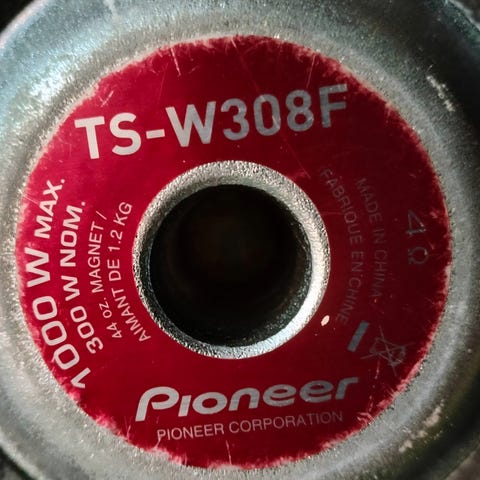 TS-W308F
1000 W MAX.
300 W NOM.
44 oz. MAGNET /
AIMANT DE 1.2 KG
4 Ω
MADE IN CHINA
FABRIQUÉ EN CHINE
Pioneer
PIONEER CORPORATION